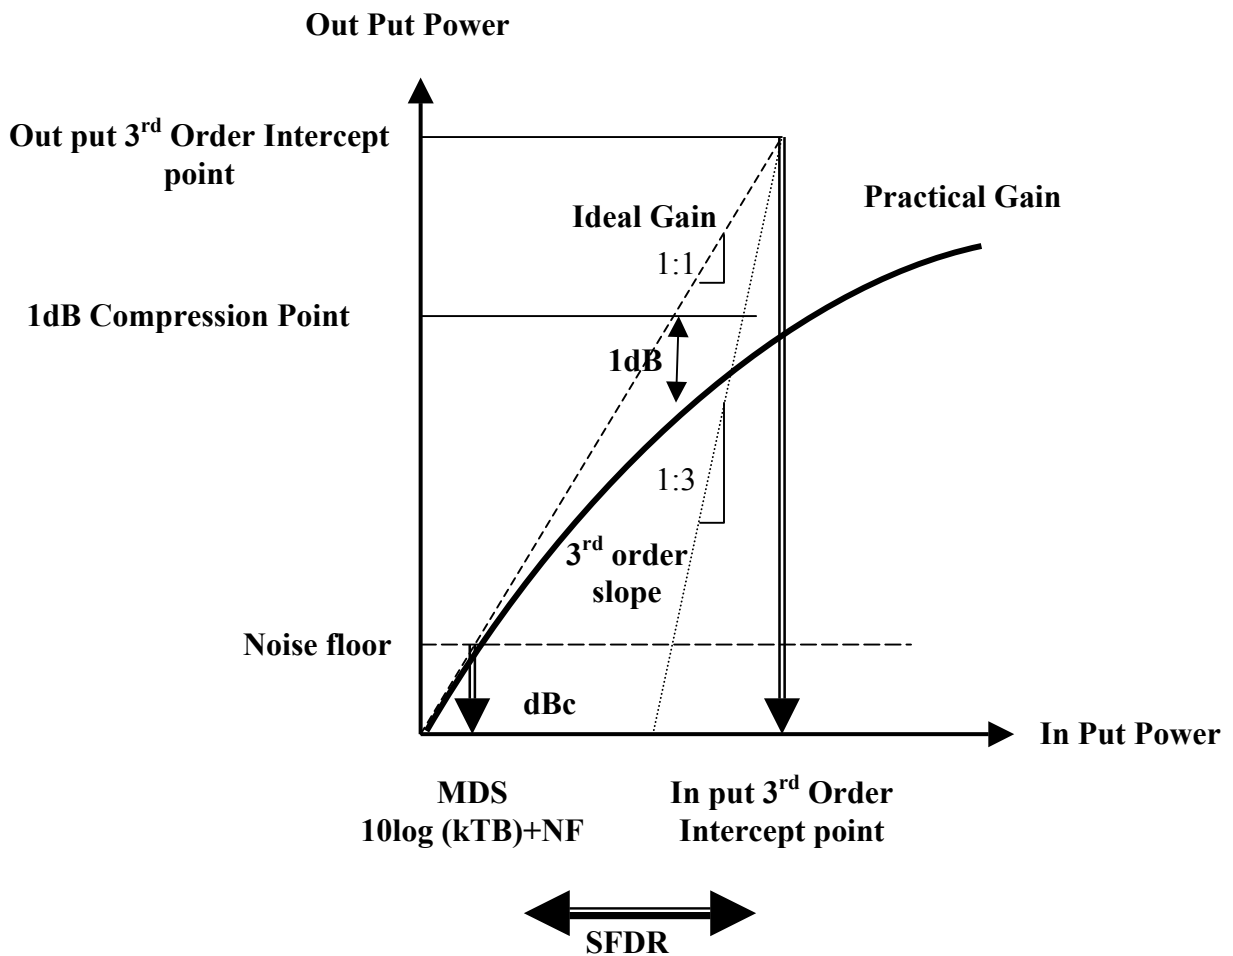 Out Put Power
Out put 3rd Order Intercept
point
Practical Gain
Ideal Gain
1:1
1dB Compression Point
1dB
1:3
3rd order
slope
Noise floor
dBc
In Put Power
MDS
10log (kTB)+NF
In put 3rd Order
Intercept point
SFDR